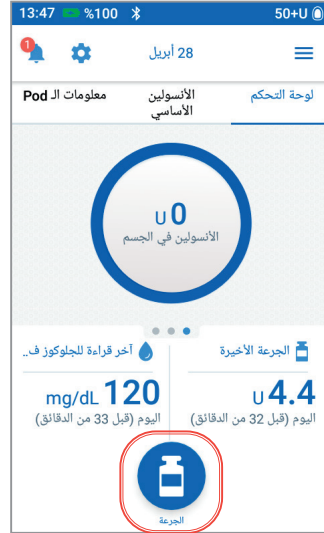 13:47 %100 50+U
1
28 أبريل
لوحة التحكم
الأنسولين الأساسي
معلومات الـ Pod
0 U
الأنسولين في الجسم
الجرعة الأخيرة
4.4 U
اليوم (قبل 32 من الدقائق)
آخر قراءة للجلوكوز ف..
120 mg/dL
اليوم (قبل 33 من الدقائق)
الجرعة